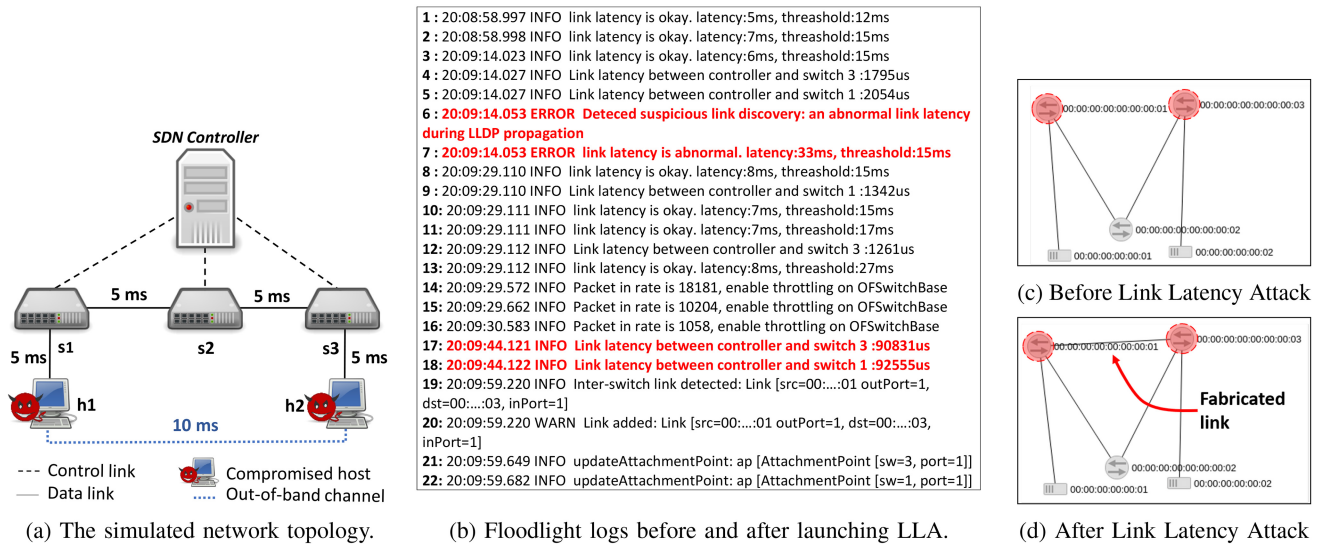 SDN Controller
5 ms
5 ms
s1
s2
s3
5 ms
5 ms
h1
h2
10 ms
Control link
Data link
Compromised host
Out-of-band channel
(a) The simulated network topology.
1 : 20:08:58.997 INFO link latency is okay. latency:5ms, threashold:12ms
2 : 20:08:58.998 INFO link latency is okay. latency:7ms, threashold:15ms
3 : 20:09:14.023 INFO link latency is okay. latency:6ms, threashold:15ms
4 : 20:09:14.027 INFO Link latency between controller and switch 3 :1795us
5 : 20:09:14.027 INFO Link latency between controller and switch 1 :2054us
6 : 20:09:14.053 ERROR Deteced suspicious link discovery: an abnormal link latency
during LLDP propagation
7 : 20:09:14.053 ERROR link latency is abnormal. latency:33ms, threashold:15ms
8 : 20:09:29.110 INFO link latency is okay. latency:8ms, threashold:15ms
9 : 20:09:29.110 INFO Link latency between controller and switch 1 :1342us
10: 20:09:29.111 INFO link latency is okay. latency:7ms, threashold:15ms
11: 20:09:29.111 INFO link latency is okay. latency:7ms, threashold:17ms
12: 20:09:29.112 INFO Link latency between controller and switch 3 :1261us
13: 20:09:29.112 INFO link latency is okay. latency:8ms, threshold:27ms
14: 20:09:29.572 INFO Packet in rate is 18181, enable throttling on OFSwitchBase
15: 20:09:29.662 INFO Packet in rate is 10204, enable throttling on OFSwitchBase
16: 20:09:30.583 INFO Packet in rate is 1058, enable throttling on OFSwitchBase
17: 20:09:44.121 INFO Link latency between controller and switch 3 :90831us
18: 20:09:44.122 INFO Link latency between controller and switch 1 :92555us
19: 20:09:59.220 INFO Inter-switch link detected: Link [src=00:...:01 outPort=1,
dst=00:...:03, inPort=1]
20: 20:09:59.220 WARN Link added: Link [src=00:...:01 outPort=1, dst=00:...:03,
inPort=1]
21: 20:09:59.649 INFO updateAttachmentPoint: ap [AttachmentPoint [sw=3, port=1]]
22: 20:09:59.682 INFO updateAttachmentPoint: ap [AttachmentPoint [sw=1, port=1]]
(b) Floodlight logs before and after launching LLA.
00:00:00:00:00:00:00:01
00:00:00:00:00:00:00:03
00:00:00:00:00:00:00:02
00:00:00:00:00:01
00:00:00:00:00:02
(c) Before Link Latency Attack
00:00:00:00:00:00:00:01
00:00:00:00:00:00:00:03
Fabricated
link
00:00:00:00:00:00:00:02
00:00:00:00:00:01
00:00:00:00:00:02
(d) After Link Latency Attack